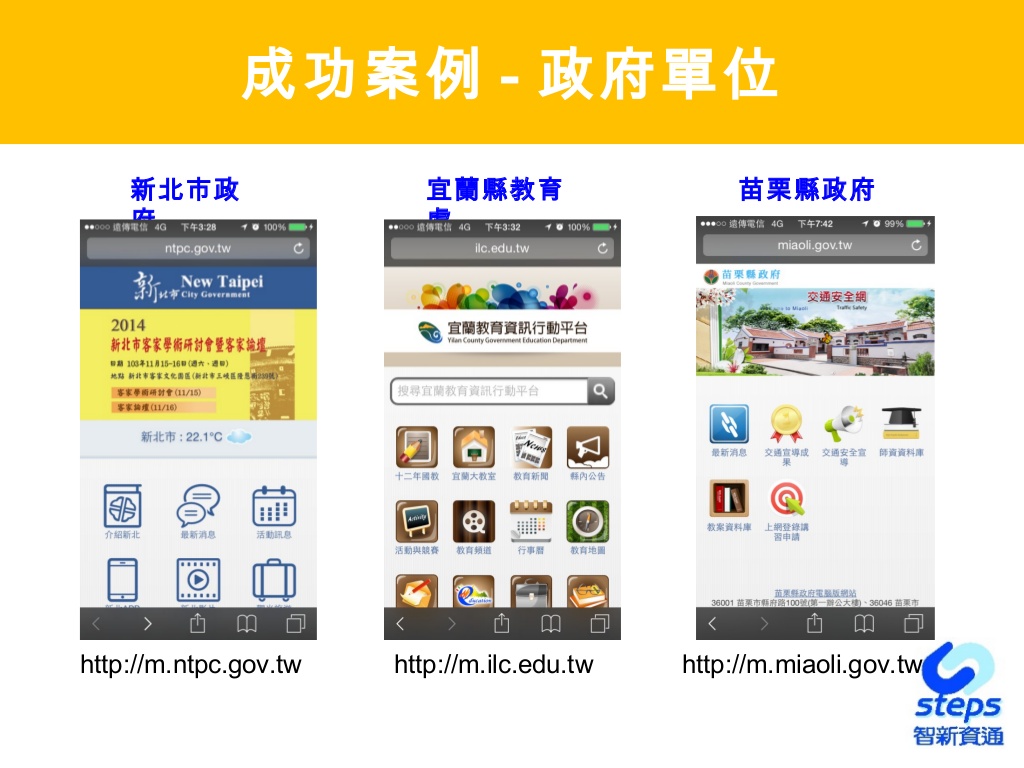 成功案例 - 政府單位
新北市政
府
宜蘭縣教育
處
苗栗縣政府
遠傳電信 4G 下午3:28 100%
ntpc.gov.tw
新北市 New Taipei
City Government
2014
新北市客家學術研討會暨客家論壇
日期 103年11月15-16日(週六、週日)
地點 新北市客家文化園區(新北市三峽區隆恩街239號)
客家學術研討會(11/15)
客家論壇(11/16)
新北市 : 22.1°C
介紹新北 最新消息 活動訊息
遠傳電信 4G 下午3:32 100%
ilc.edu.tw
宜蘭教育資訊行動平台
Yilan County Government Education Department
搜尋宜蘭教育資訊行動平台
News
十二年國教 宜蘭大教室 教育新聞 縣內公告
Activity
活動與競賽 教育頻道 行事曆 教育地圖
education
遠傳電信 4G 下午7:42 99%
miaoli.gov.tw
苗栗縣政府
Miaoli County Government
交通安全網
to Miaoli Traffic Safety
最新消息 交通宣導成
果 交通安全宣
導 師資資料庫
教案資料庫 上網登錄講
習申請
苗栗縣政府電腦版網站
36001 苗栗市縣府路100號(第一辦公大樓)、36046 苗栗市
http://m.ntpc.gov.tw
http://m.ilc.edu.tw
http://m.miaoli.gov.tw
steps
智新資通